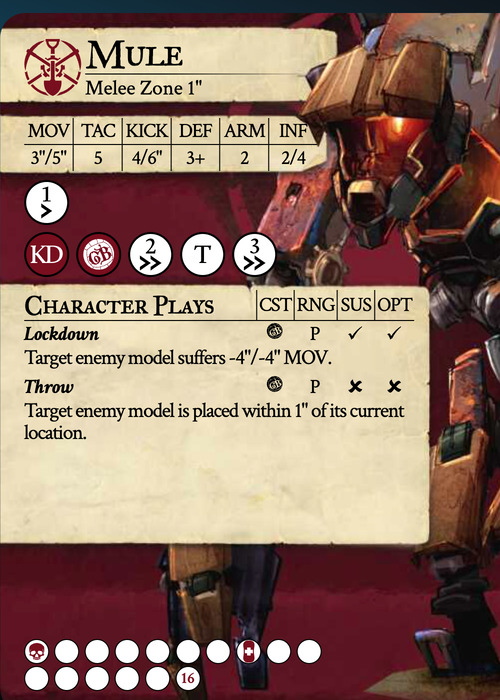 Mule
Melee Zone 1"
MOV TAC KICK DEF ARM INF
3"/5" 5 4/6" 3+ 2 2/4
1 >
KD GB 2 >> T 3 >>
Character Plays CST RNG SUS OPT
Lockdown GB P ✓ ✓
Target enemy model suffers -4"/-4" MOV.
Throw GB P ✘ ✘
Target enemy model is placed within 1" of its current
location.
16